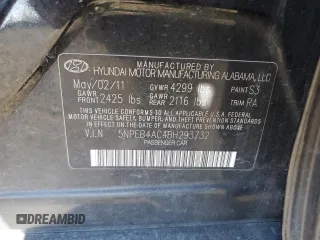 MANUFACTURED BY
HYUNDAI MOTOR MANUFACTURING ALABAMA, LLC
May/02/11 GVWR 4299 lbs PAINT S3
GAWR FRONT 2425 lbs GAWR REAR 2116 lbs TRIM RA
THIS VEHICLE CONFORMS TO ALL APPLICABLE U.S.A. FEDERAL
MOTOR VEHICLE SAFETY, BUMPER, AND THEFT PREVENTION
STANDARDS IN EFFECT ON THE DATE OF MANUFACTURE SHOWN ABOVE.
V.I.N 5NPEB4AC4BH293732
PASSENGER CAR
DIAMBID